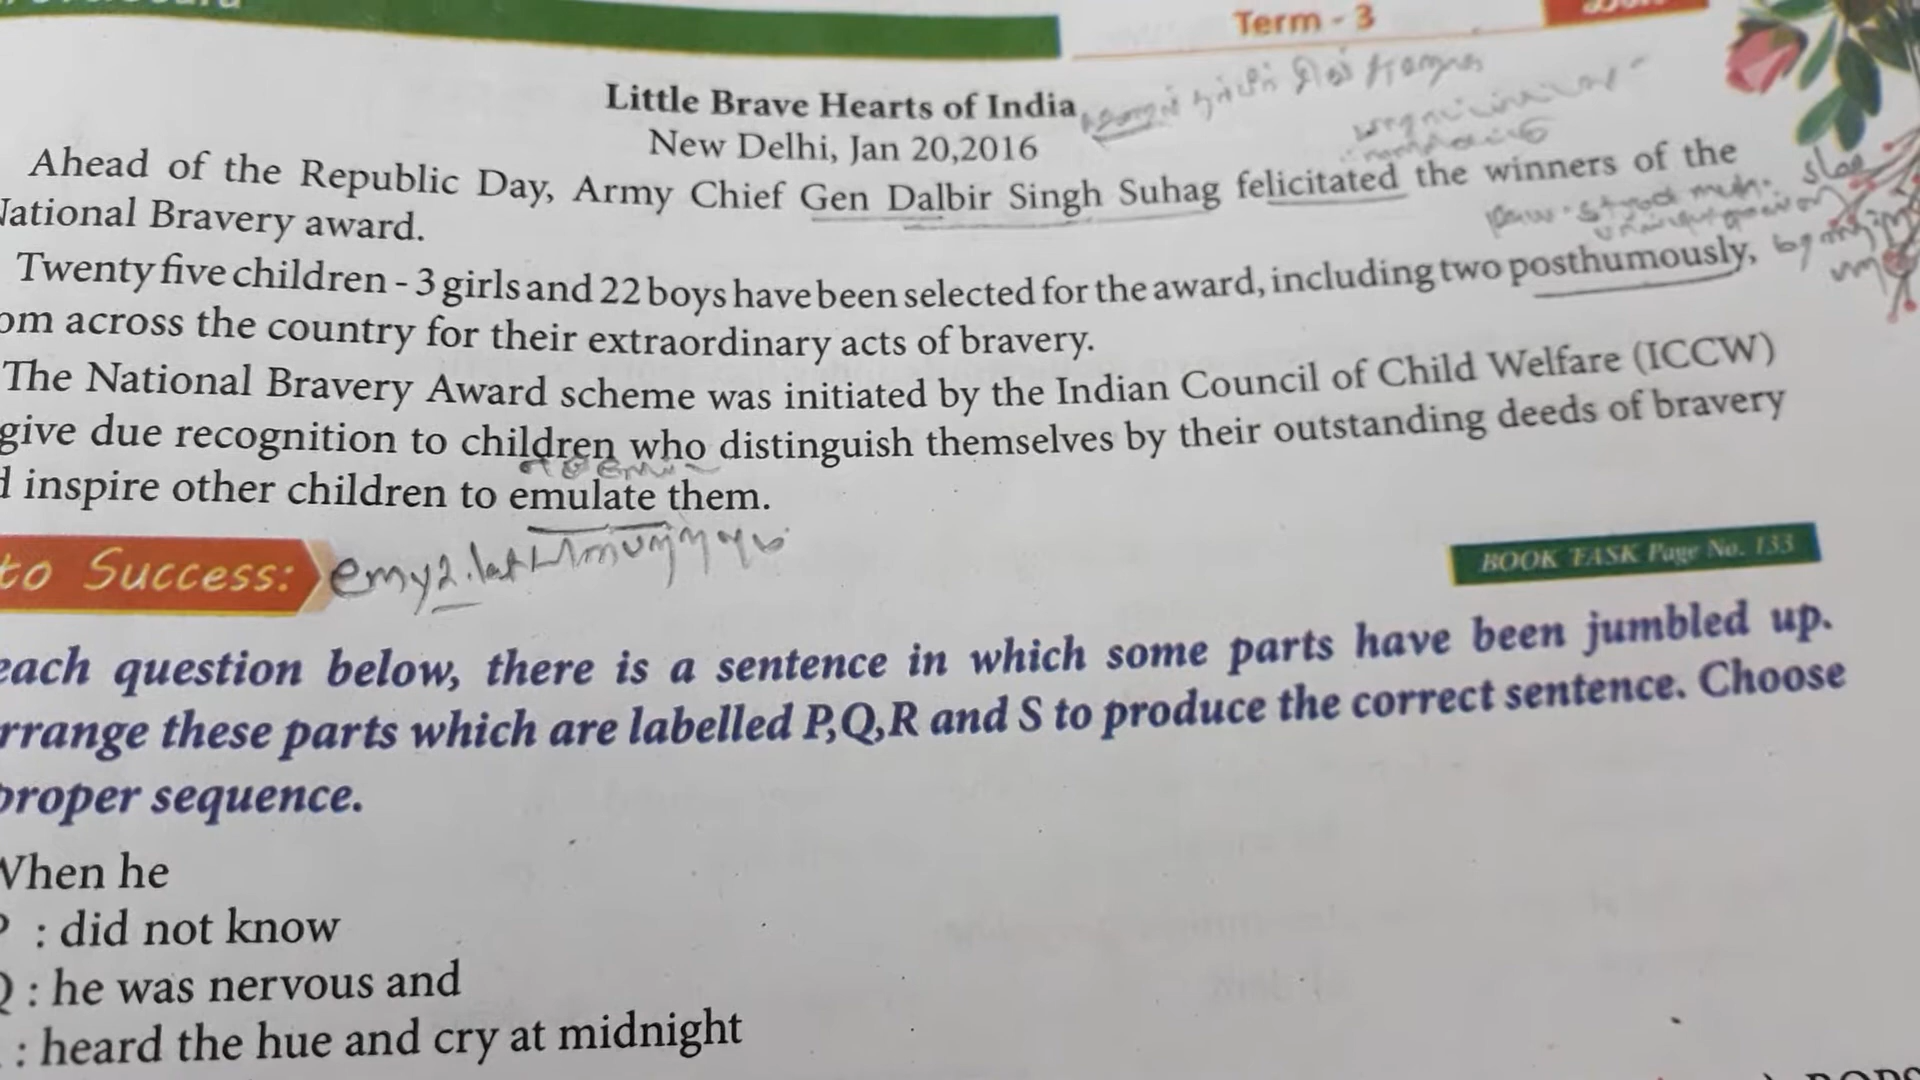 Term - 3
Little Brave Hearts of India
New Delhi, Jan 20,2016
Ahead of the Republic Day, Army Chief Gen Dalbir Singh Suhag felicitated the winners of the
National Bravery award.
Twenty five children - 3 girls and 22 boys have been selected for the award, including two posthumously,
om across the country for their extraordinary acts of bravery.
The National Bravery Award scheme was initiated by the Indian Council of Child Welfare (ICCW)
give due recognition to children who distinguish themselves by their outstanding deeds of bravery
d inspire other children to emulate them.
to Success:
BOOK TASK Page No. 133
each question below, there is a sentence in which some parts have been jumbled up.
rrange these parts which are labelled P,Q,R and S to produce the correct sentence. Choose
proper sequence.
When he
P : did not know
Q : he was nervous and
: heard the hue and cry at midnight